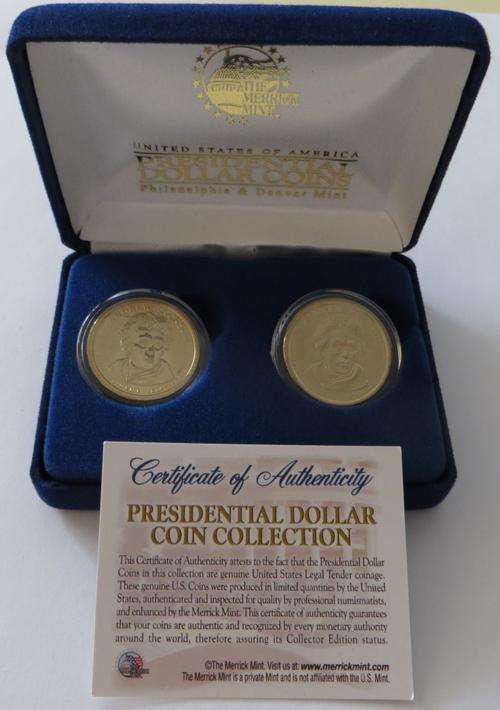 THE
MERRICK
MINT
UNITED STATES OF AMERICA
PRESIDENTIAL
DOLLAR COINS
Philadelphia & Denver Mint
Certificate of Authenticity
PRESIDENTIAL DOLLAR
COIN COLLECTION
This Certificate of Authenticity attests to the fact that the Presidential Dollar
Coins in this collection are genuine United States Legal Tender coinage.
These genuine U.S. Coins were produced in limited quantities by the United
States, authenticated and inspected for quality by professional numismatists,
and enhanced by the Merrick Mint. This certificate of authenticity guarantees
that your coins are authentic and recognized by every monetary authority
around the world, therefore assuring its Collector Edition status.
©The Merrick Mint. Visit us at: www.merrickmint.com
The Merrick Mint is a private Mint and is not affiliated with the U.S. Mint.